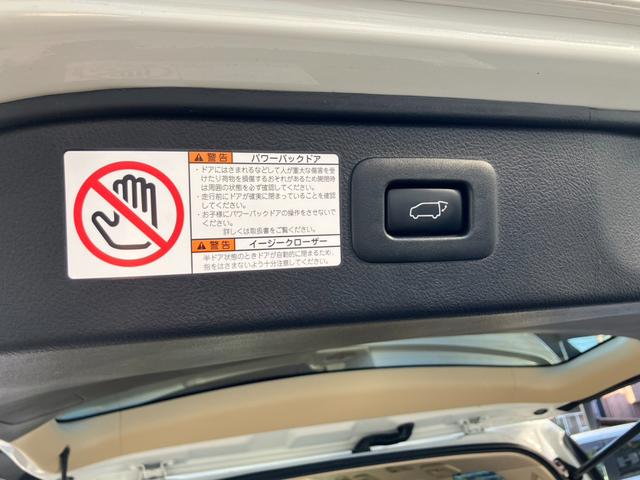 警告 パワーバックドア
・ドアにはさまれるなどして人が重大な傷害を受
けたり荷物を損傷するおそれがあるため開閉時
は周囲の状態を必ず確認してください。
・走行前にドアが確実に閉まっていることを確認
してください。
・お子様にパワーバックドアの操作をさせないで
ください。
詳しくは取扱書をご覧ください。
警告 イージークローザー
半ドア状態のときドアが自動的に閉まるため、
指をはさまないよう十分注意してください。